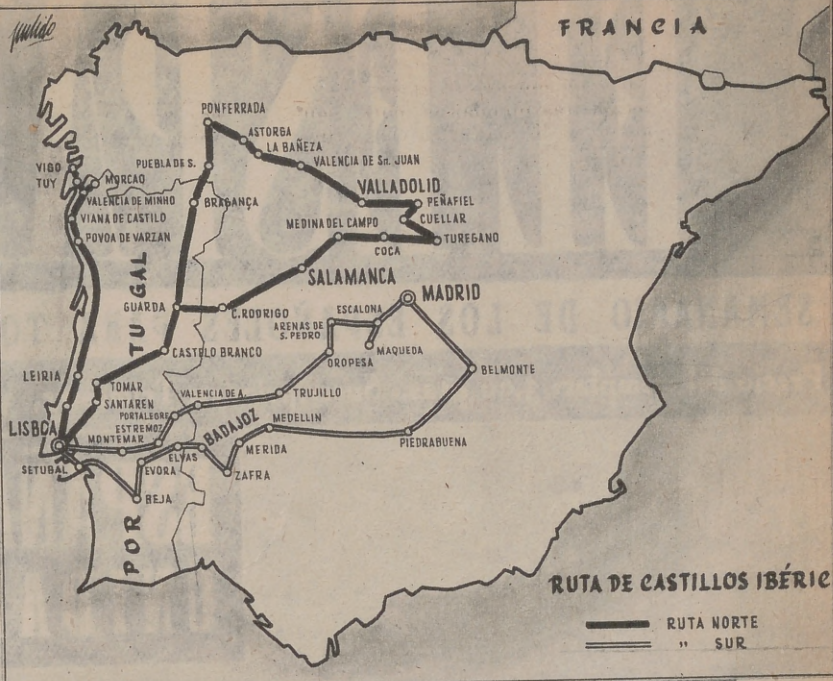 pulido
FRANCIA
PONFERRADA
ASTORGA
LA BAÑEZA
VALENCIA DE Sn. JUAN
PUEBLA DE S.
VIGO
TUY
MORCAO
VALENCIA DE MINHO
BRAGANÇA
VALLADOLID
PEÑAFIEL
CUELLAR
VIANA DE CASTILO
MEDINA DEL CAMPO
POVOA DE VARZAN
COCA
TUREGANO
SALAMANCA
MADRID
GUARDA
C.RODRIGO
ESCALONA
ARENAS DE
S. PEDRO
MAQUEDA
CASTELO BRANCO
OROPESA
BELMONTE
LEIRIA
TOMAR
VALENCIA DE A.
TRUJILLO
SANTAREN
PORTALEGRE
LISBOA
ESTREMOZ
BADAJOZ
MEDELLIN
MONTEMAR
PIEDRABUENA
ELVAS
MERIDA
SETUBAL
EVORA
ZAFRA
BEJA
POR TU GAL
RUTA DE CASTILLOS IBÉRIC
RUTA NORTE
" SUR